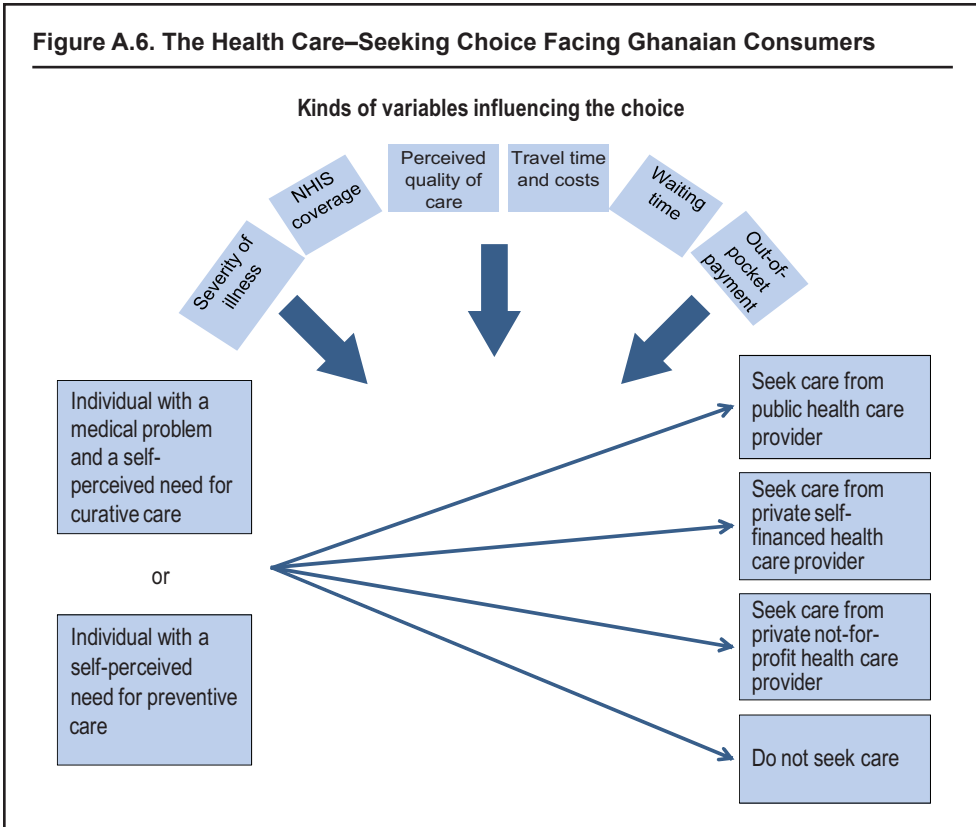 Figure A.6. The Health Care–Seeking Choice Facing Ghanaian Consumers
Kinds of variables influencing the choice
Severity of
illness
NHIS
coverage
Perceived
quality of
care
Travel time
and costs
Waiting
time
Out-of-
pocket
payment
Individual with a
medical problem
and a self-
perceived need for
curative care
or
Individual with a
self-perceived
need for preventive
care
Seek care from
public health care
provider
Seek care from
private self-
financed health
care provider
Seek care from
private not-for-
profit health care
provider
Do not seek care